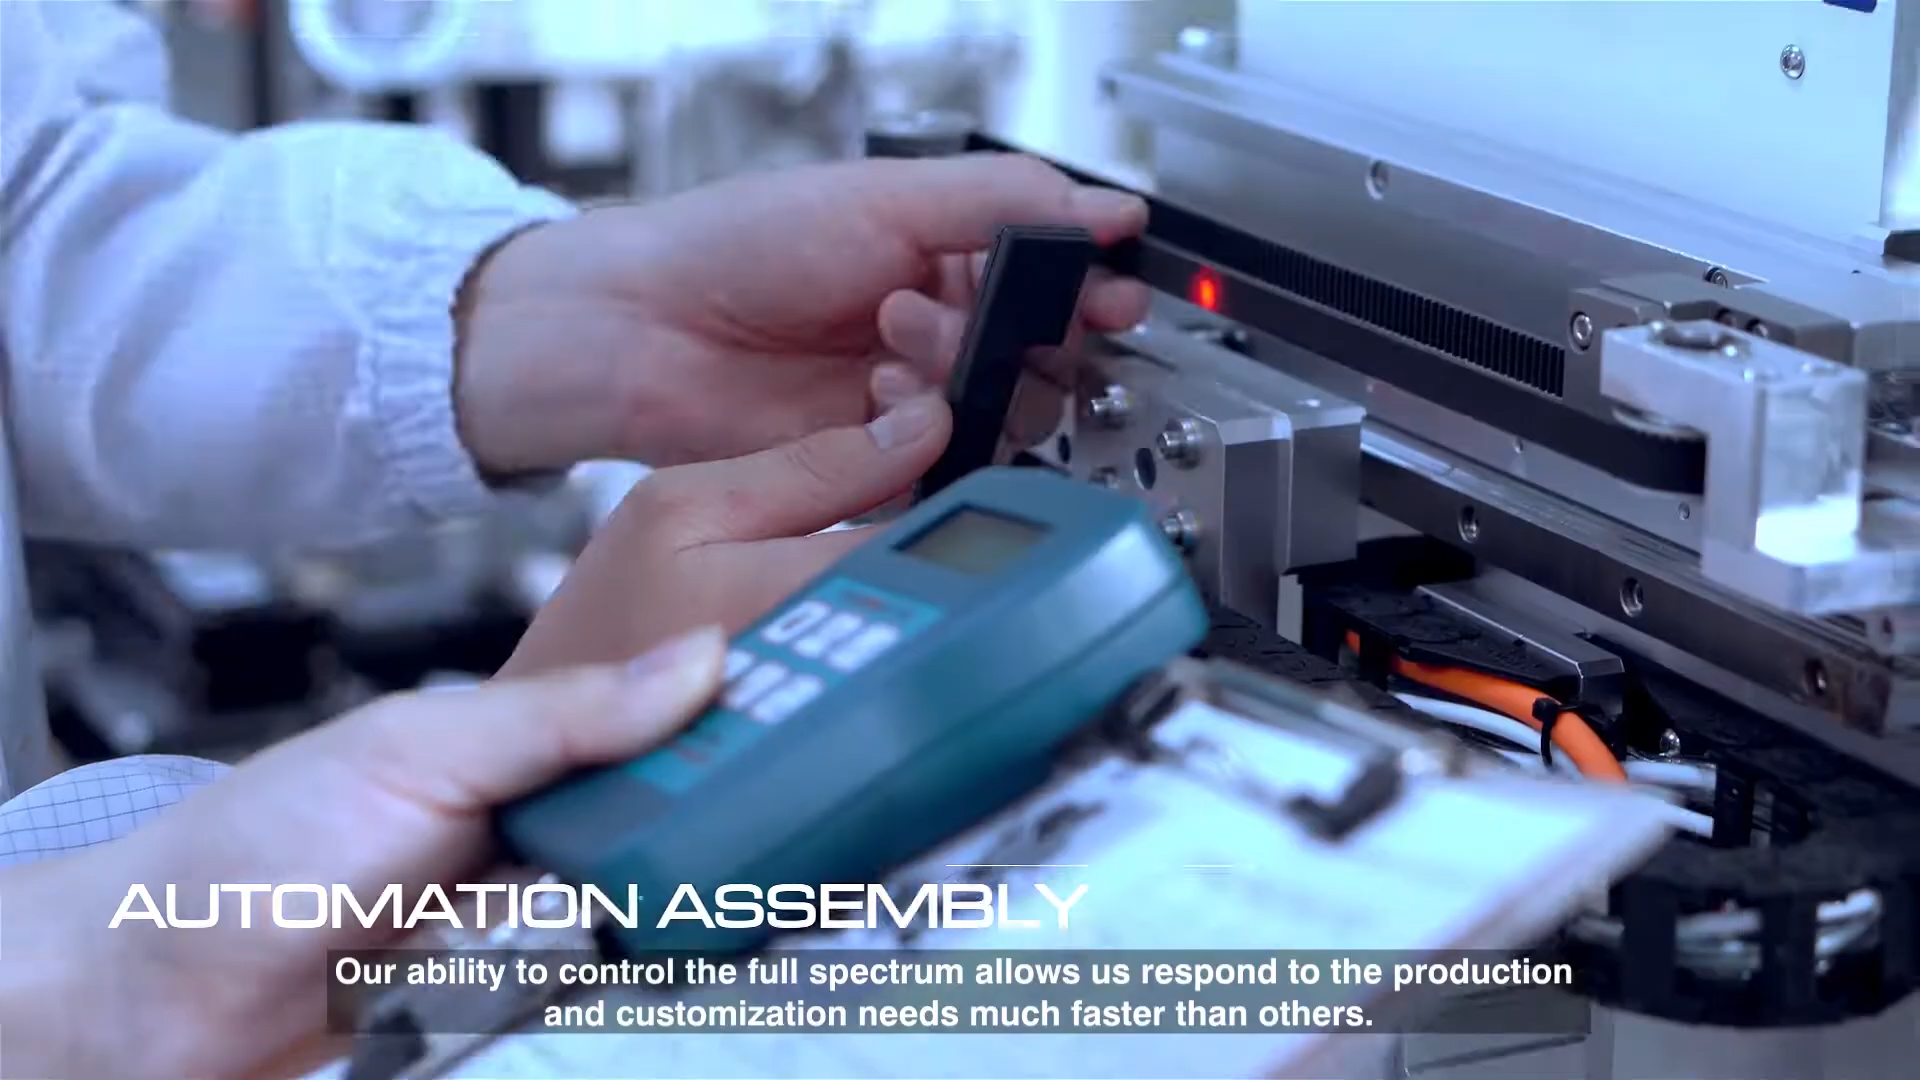 AUTOMATION ASSEMBLY
Our ability to control the full spectrum allows us respond to the production
and customization needs much faster than others.